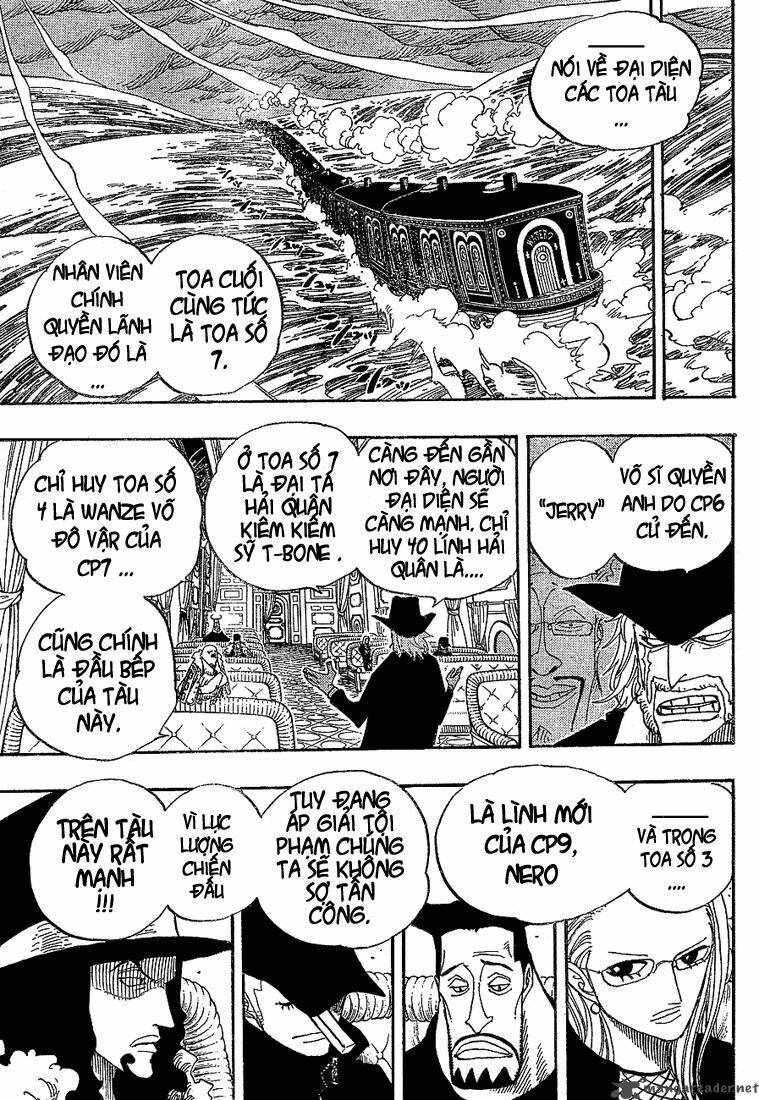 NÓI VỀ ĐẠI DIỆN
CÁC TOA TÀU
...
TOA CUỐI
CÙNG TỨC
LÀ TOA SỐ
7.
NHÂN VIÊN
CHÍNH
QUYỀN LÃNH
ĐẠO ĐÓ LÀ
...
VÕ SĨ QUYỀN
ANH DO CP6
CỬ ĐẾN.
"JERRY"
CÀNG ĐẾN GẦN
NƠI ĐÂY, NGƯỜI
ĐẠI DIỆN SẼ
CÀNG MẠNH. CHỈ
HUY 40 LÍNH HẢI
QUÂN LÀ....
Ở TOA SỐ 7
LÀ ĐẠI TÁ
HẢI QUÂN
KIÊM KIẾM
SỸ T-BONE .
CHỈ HUY TOA SỐ
4 LÀ WANZE VÕ
ĐÔ VẬR CỦA
CP7 ...
CŨNG CHÍNH
LÀ ĐẦU BẾP
CỦA TÀU
NÀY.
VÀ TRONG
TOA SỐ 3
....
LÀ LÌNH MỚI
CỦA CP9,
NERO
TUY ĐANG
ÁP GIẢI TỘI
PHẠM CHÚNG
TA SẼ KHÔNG
SỢ TẤN
CÔNG.
VÌ LỰC
LƯỢNG
CHIẾN
ĐẤU
TRÊN TÀU
NÀY RẤT
MẠNH
!!!
mangareader.net